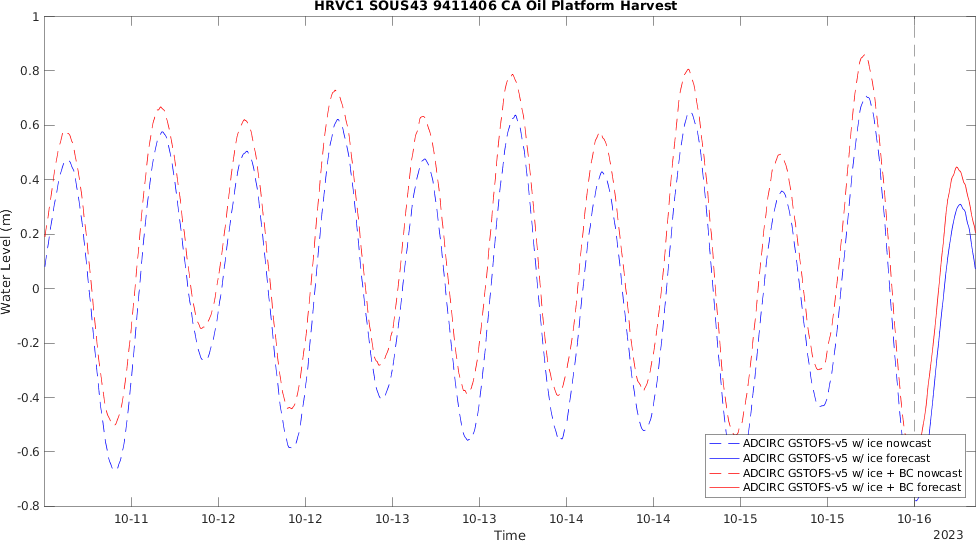 HRVC1 SOUS43 9411406 CA Oil Platform Harvest
1
0.8
0.6
0.4
0.2
0
-0.2
-0.4
-0.6
-0.8
Water Level (m)
ADCIRC GSTOFS-v5 w/ ice nowcast
ADCIRC GSTOFS-v5 w/ ice forecast
ADCIRC GSTOFS-v5 w/ ice + BC nowcast
ADCIRC GSTOFS-v5 w/ ice + BC forecast
10-11 10-12 10-12 10-13 10-13 10-14 10-14 10-15 10-15 10-16
Time
2023